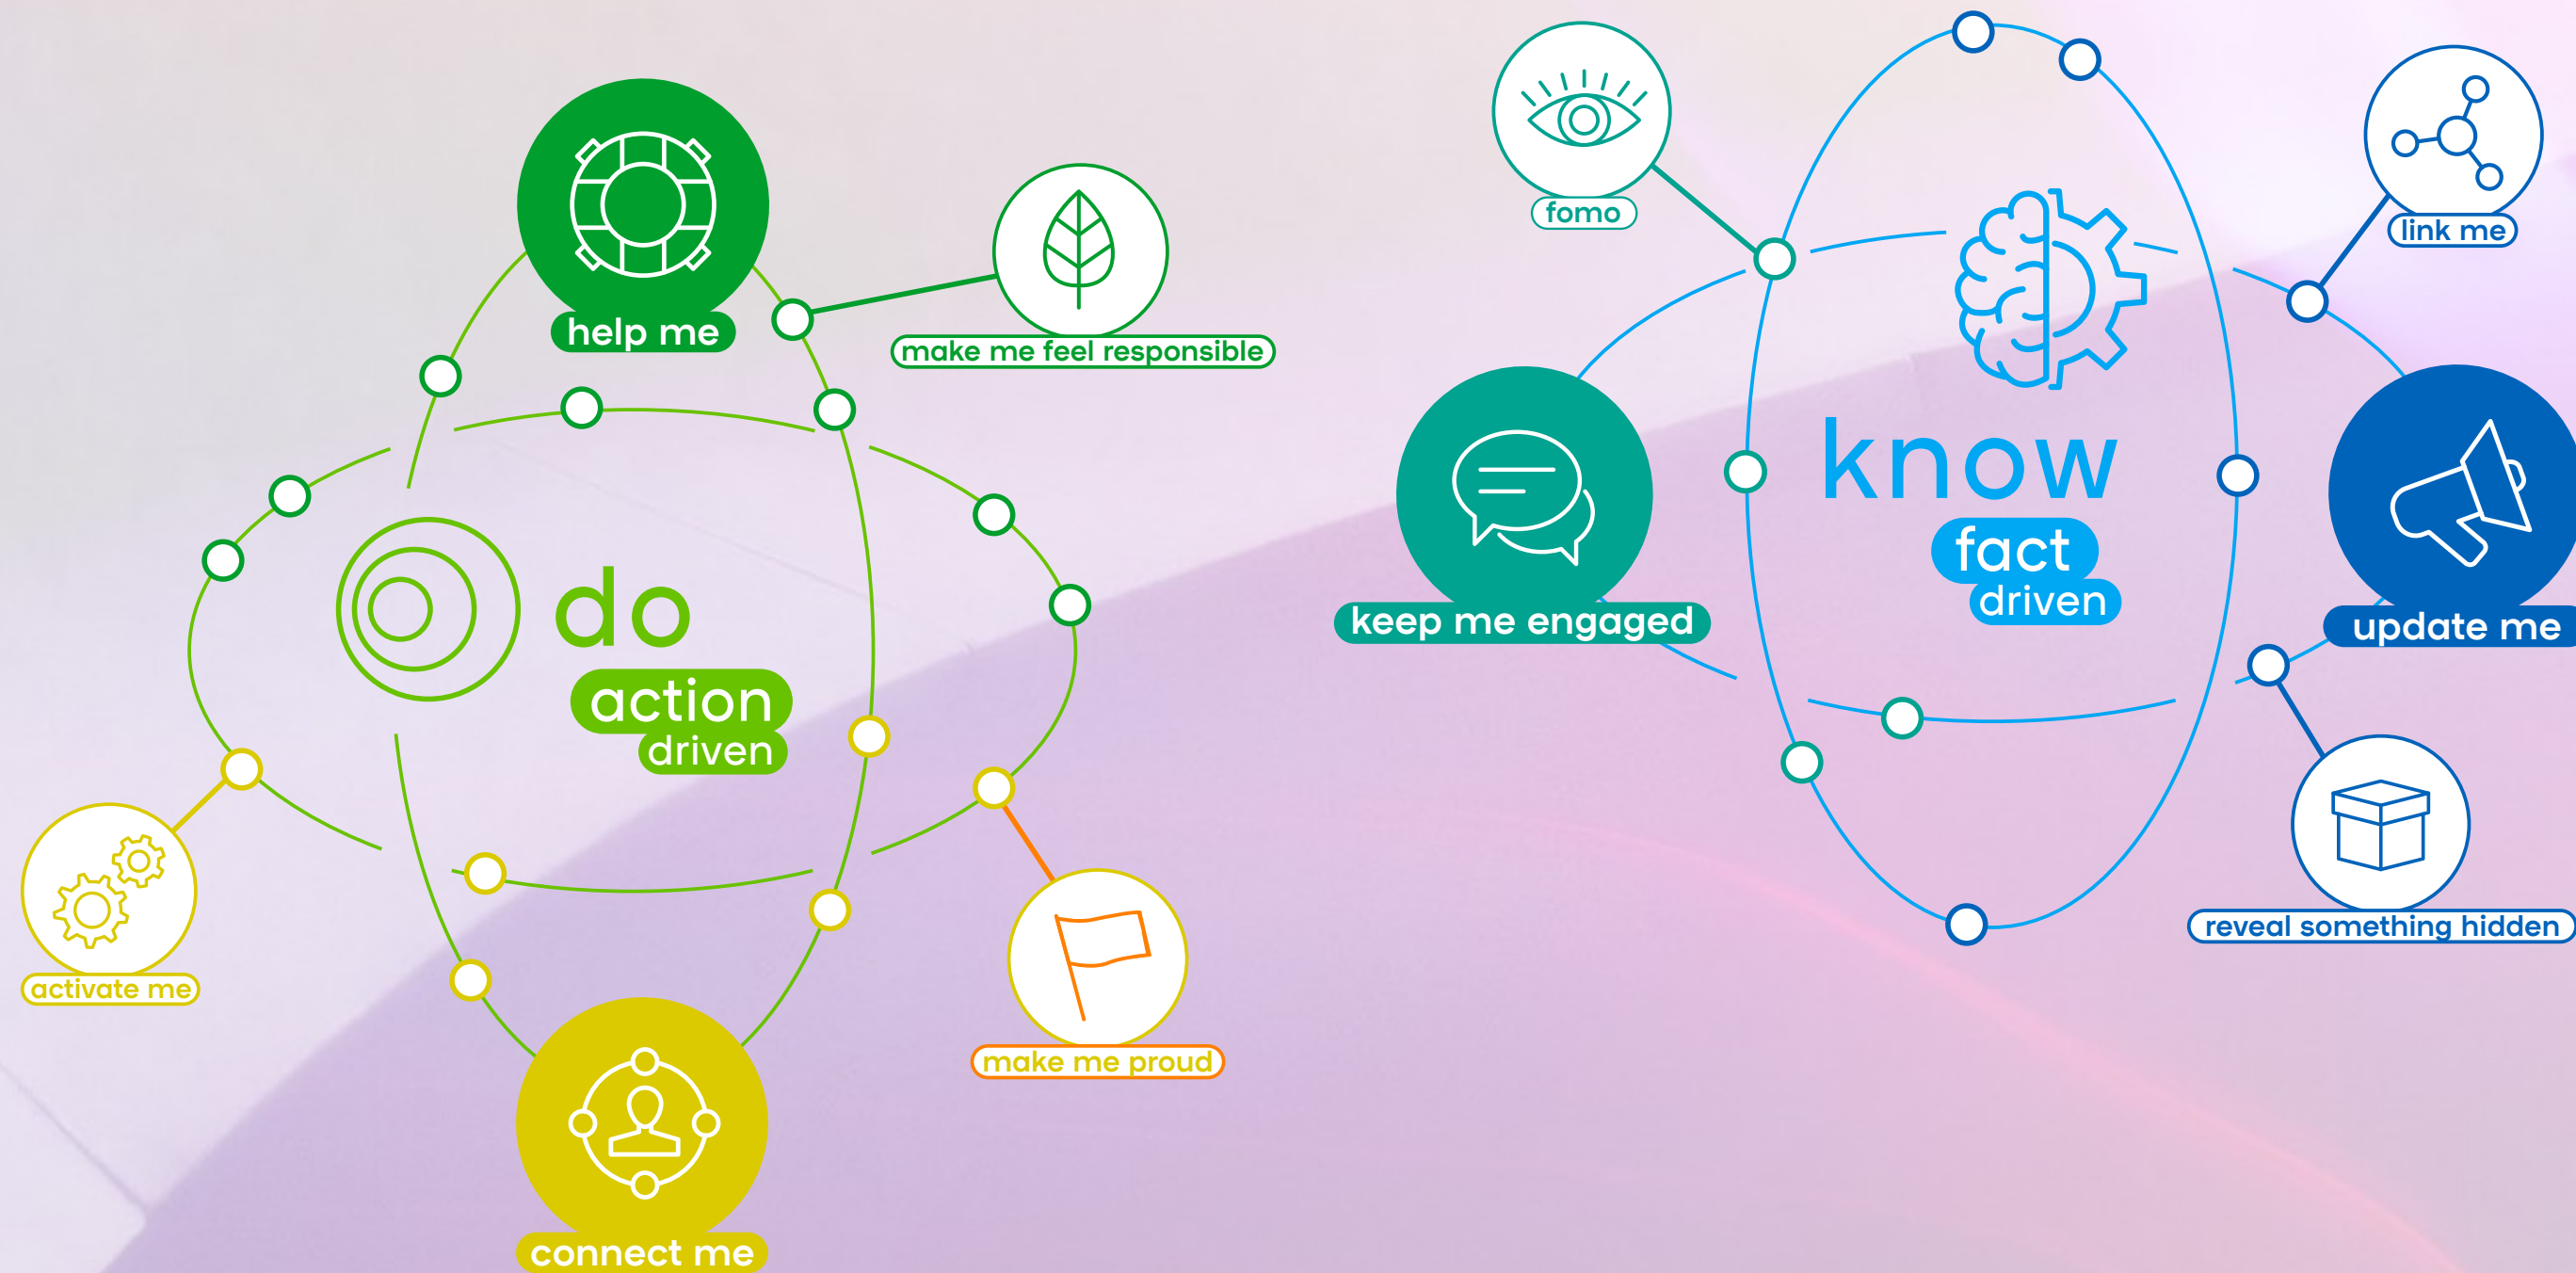 help me
make me feel responsible
do
action
driven
activate me
make me proud
connect me
fomo
link me
know
fact
driven
keep me engaged
update me
reveal something hidden